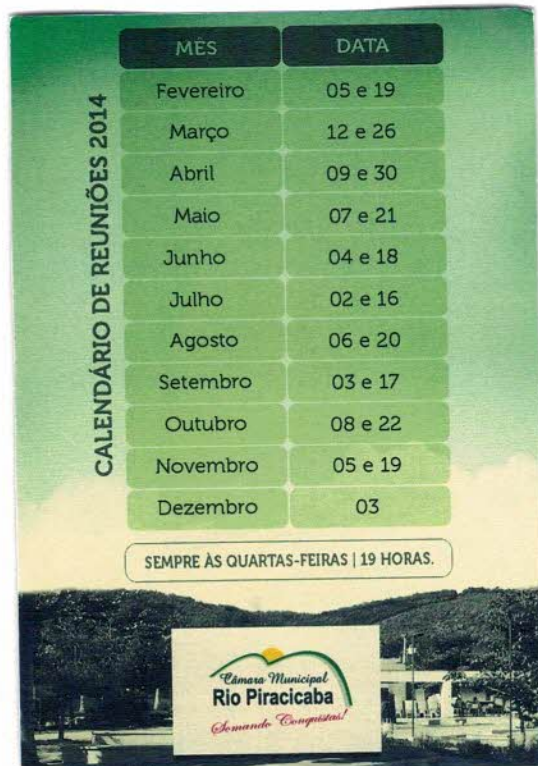 CALENDÁRIO DE REUNIÕES 2014
MÊS DATA
Fevereiro 05 e 19
Março 12 e 26
Abril 09 e 30
Maio 07 e 21
Junho 04 e 18
Julho 02 e 16
Agosto 06 e 20
Setembro 03 e 17
Outubro 08 e 22
Novembro 05 e 19
Dezembro 03
SEMPRE ÀS QUARTAS-FEIRAS | 19 HORAS.
Câmara Municipal
Rio Piracicaba
Somando Conquistas!